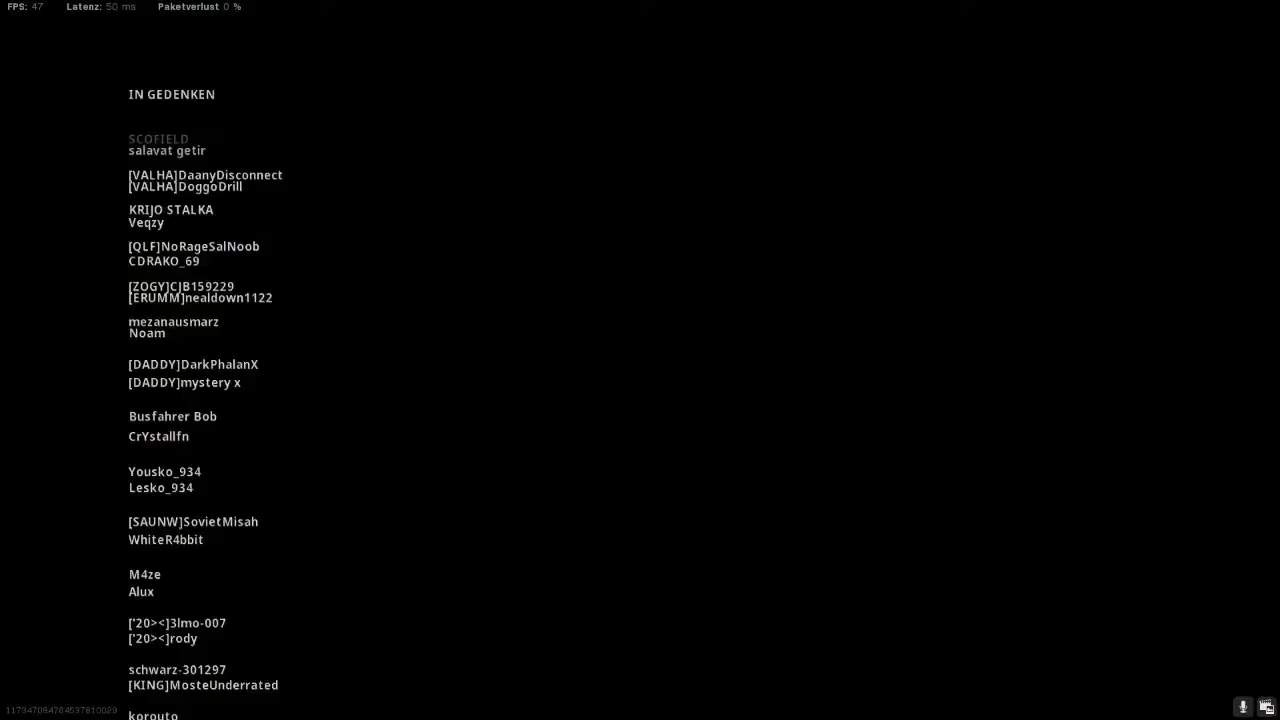 FPS: 47 Latenz: 50 ms Paketverlust 0 %
IN GEDENKEN
SCOFIELD
salavat getir
[VALHA]DaanyDisconnect
[VALHA]DoggoDrill
KRIJO STALKA
Veqzy
[QLF]NoRageSalNoob
CDRAKO_69
[ZOGY]CJB159229
[ERUMM]nealdown1122
mezanausmarz
Noam
[DADDY]DarkPhalanX
[DADDY]mystery x
Busfahrer Bob
CrYstallfn
Yousko_934
Lesko_934
[SAUNW]SovietMisah
WhiteR4bbit
M4ze
Alux
['20><]3lmo-007
['20><]rody
schwarz-301297
[KING]MosteUnderrated
korouto